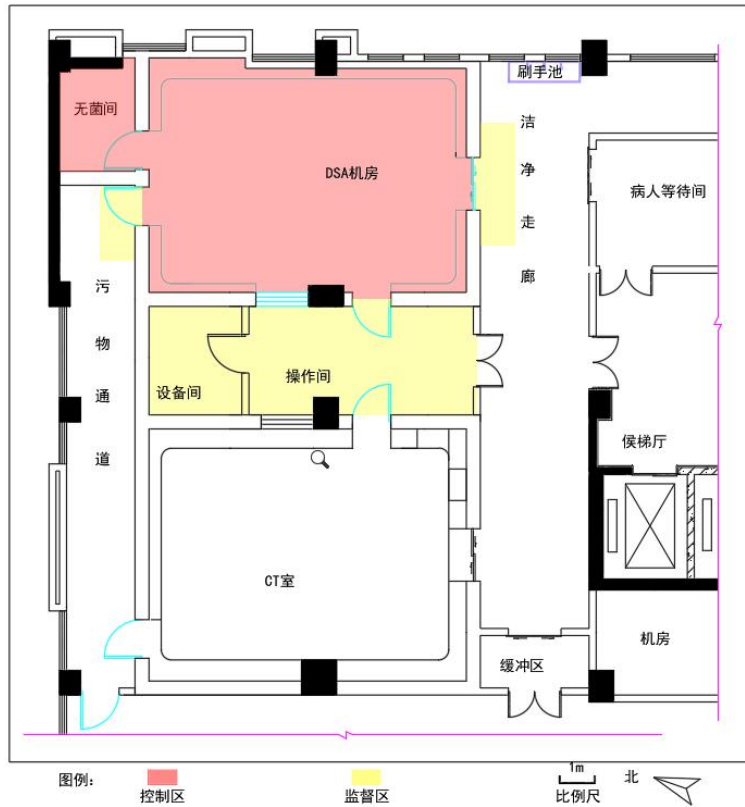 刷手池
无菌间
洁净走廊
DSA机房
病人等待间
污物通道
操作间
设备间
侯梯厅
CT室
机房
缓冲区
图例：
控制区
监督区
1m
比例尺
北